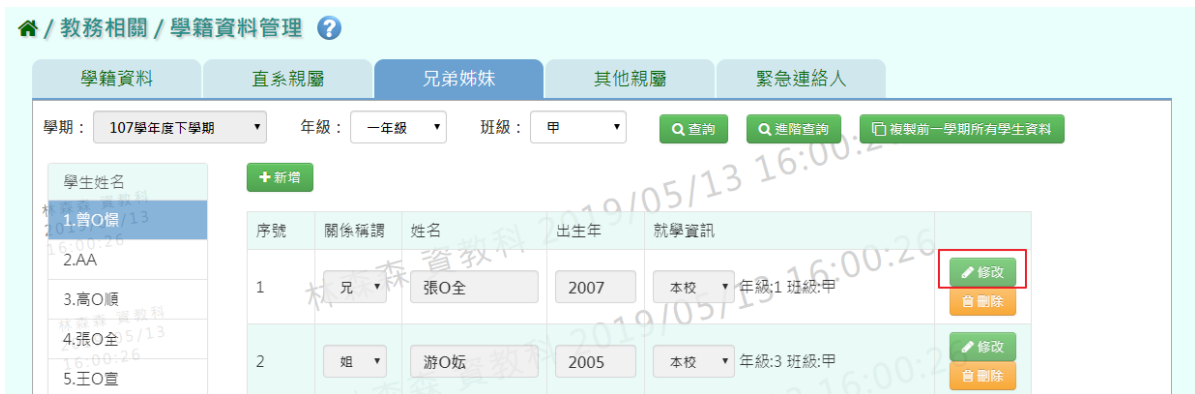 / 教務相關 / 學籍資料管理 ?
學籍資料 直系親屬 兄弟姊妹 其他親屬 緊急連絡人
學期： 107學年度下學期 年級： 一年級 班級： 甲 查詢 進階查詢 複製前一學期所有學生資料
學生姓名
1.曾O憬
2.AA
3.高O順
4.張O全
5.王O宣
新增
序號 關係稱謂 姓名 出生年 就學資訊
1 兄 張O全 2007 本校 年級:1 班級:甲 修改
刪除
2 姐 游O妘 2005 本校 年級:3 班級:甲 修改
刪除
林森森 資教科 2019/05/13 16:00:26